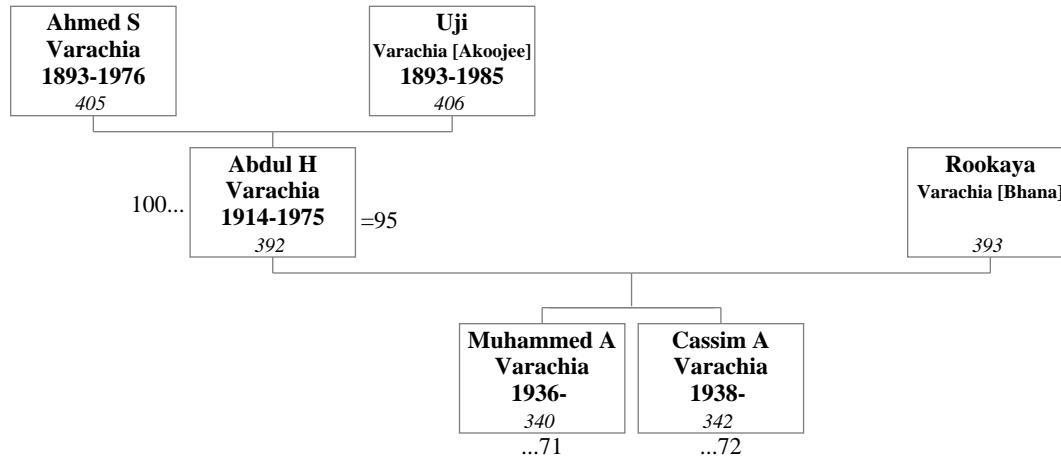 Ahmed S
Varachia
1893-1976
405
Uji
Varachia [Akoojee]
1893-1985
406
100...
Abdul H
Varachia
1914-1975
392
=95
Rookaya
Varachia [Bhana]
393
Muhammed A
Varachia
1936-
340
...71
Cassim A
Varachia
1938-
342
...72